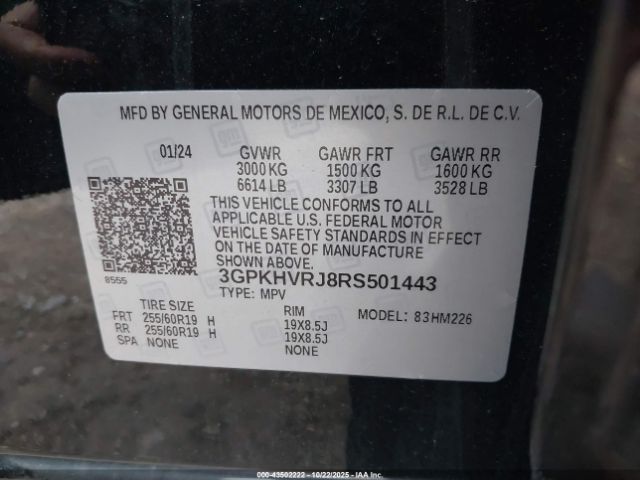 MFD BY GENERAL MOTORS DE MEXICO, S. DE R.L. DE C.V.
01/24 GVWR GAWR FRT GAWR RR
3000 KG 1500 KG 1600 KG
6614 LB 3307 LB 3528 LB
THIS VEHICLE CONFORMS TO ALL
APPLICABLE U.S. FEDERAL MOTOR
VEHICLE SAFETY STANDARDS IN EFFECT
ON THE DATE OF MANUFACTURE
SHOWN ABOVE.
3GPKHVRJ8RS501443
8555
TYPE: MPV
TIRE SIZE RIM MODEL: 83HM226
FRT 255/60R19 H 19X8.5J
RR 255/60R19 H 19X8.5J
SPA NONE NONE
000-43502222 - 10/22/2025 - IAA Inc.